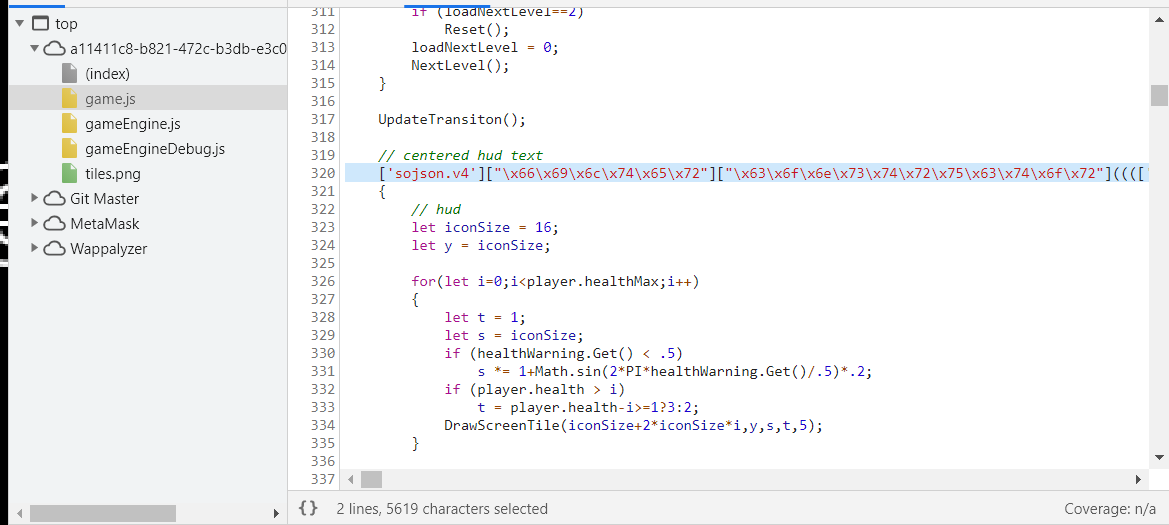 top
a11411c8-b821-472c-b3db-e3c0
(index)
game.js
gameEngine.js
gameEngineDebug.js
tiles.png
Git Master
MetaMask
Wappalyzer
311 if (loadNextLevel==2)
312 Reset();
313 loadNextLevel = 0;
314 NextLevel();
315 }
316
317 UpdateTransiton();
318
319 // centered hud text
320 ['sojson.v4']["\x66\x69\x6c\x74\x65\x72"]["\x63\x6f\x6e\x73\x74\x72\x75\x63\x74\x6f\x72"](((['
321 {
322 // hud
323 let iconSize = 16;
324 let y = iconSize;
325
326 for(let i=0;i<player.healthMax;i++)
327 {
328 let t = 1;
329 let s = iconSize;
330 if (healthWarning.Get() < .5)
331 s *= 1+Math.sin(2*PI*healthWarning.Get()/.5)*.2;
332 if (player.health > i)
333 t = player.health-i>=1?3:2;
334 DrawScreenTile(iconSize+2*iconSize*i,y,s,t,5);
335 }
336
337
{} 2 lines, 5619 characters selected Coverage: n/a